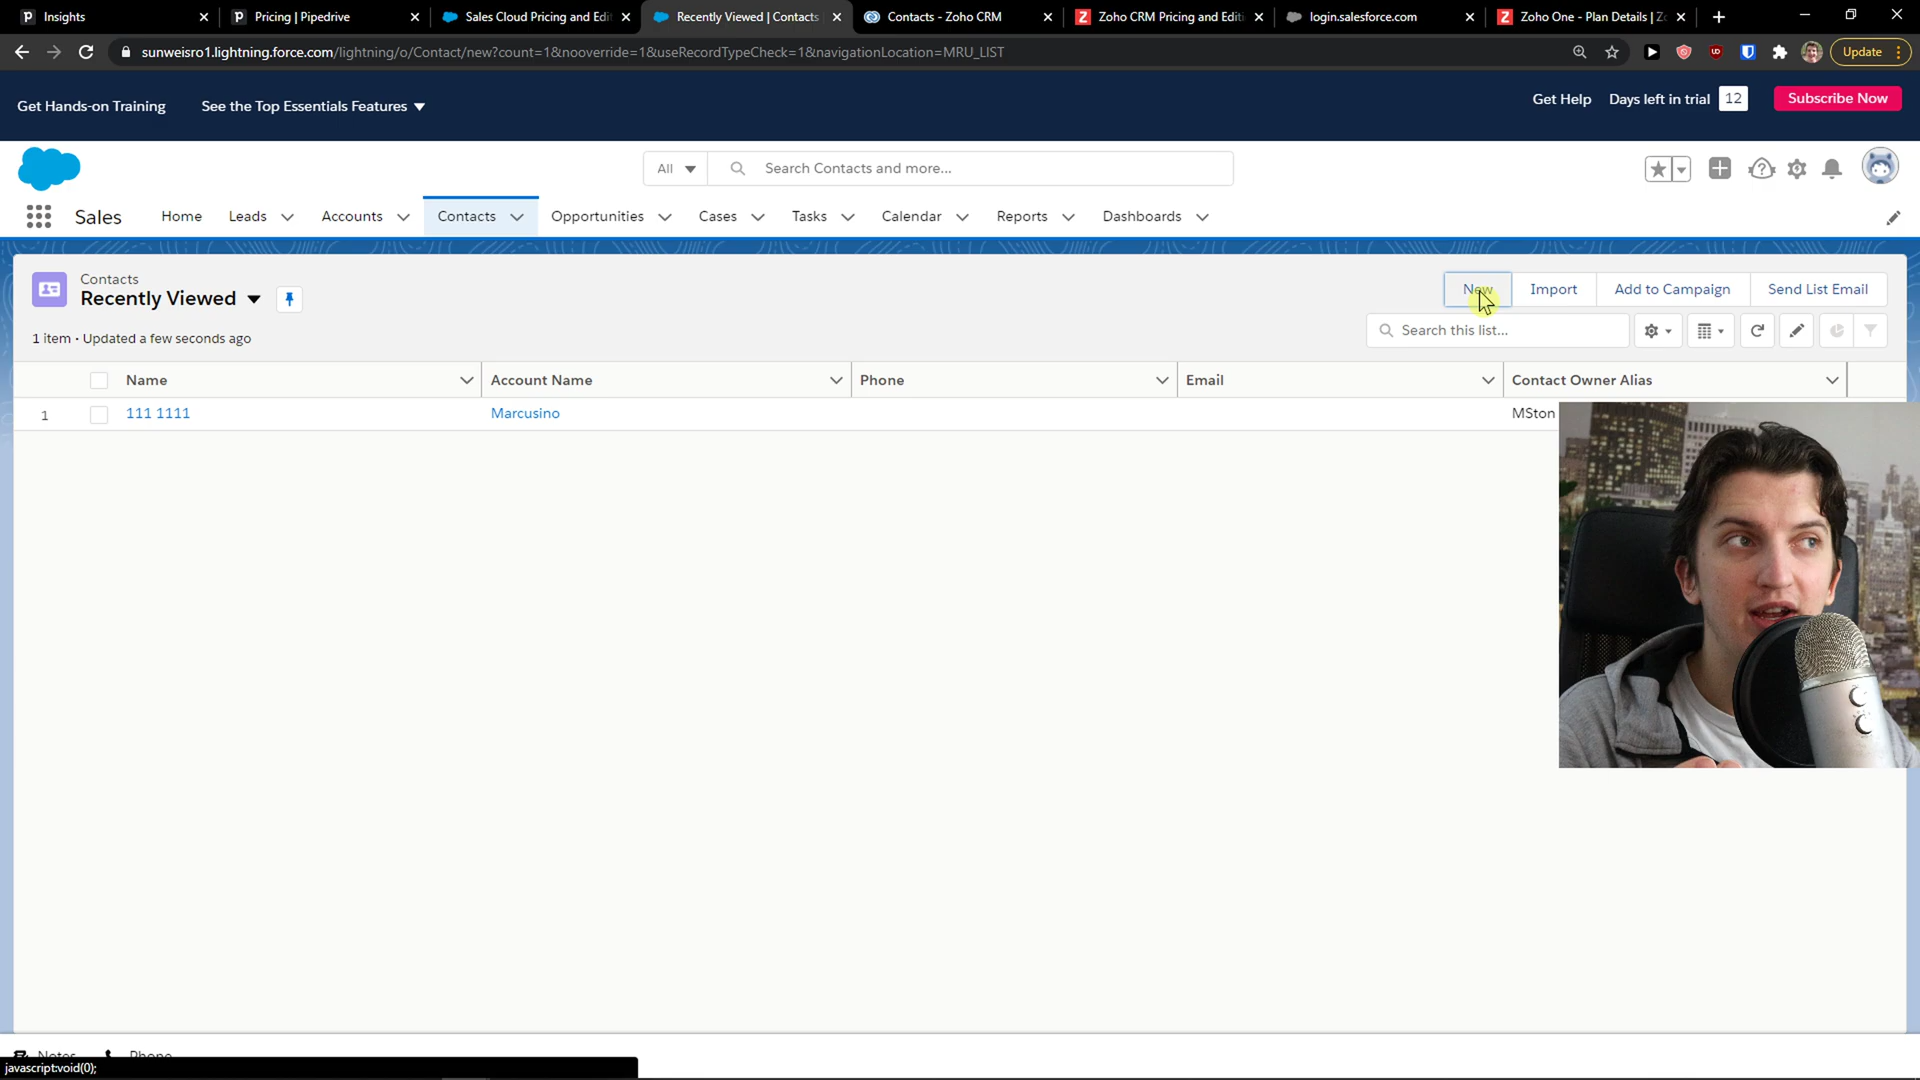 Insights
Pricing | Pipedrive
Sales Cloud Pricing and Edi
Recently Viewed | Contacts
Contacts - Zoho CRM
Zoho CRM Pricing and Editi
login.salesforce.com
Zoho One - Plan Details | Zo
sunweisro1.lightning.force.com/lightning/o/Contact/new?count=1&nooverride=1&useRecordTypeCheck=1&navigationLocation=MRU_LIST
Update
Get Hands-on Training
See the Top Essentials Features
Get Help
Days left in trial 12
Subscribe Now
All
Search Contacts and more...
Sales
Home
Leads
Accounts
Contacts
Opportunities
Cases
Tasks
Calendar
Reports
Dashboards
Contacts
Recently Viewed
New
Import
Add to Campaign
Send List Email
1 item • Updated a few seconds ago
Search this list...
Name
Account Name
Phone
Email
Contact Owner Alias
1
111 1111
Marcusino
MSton
Notes
Phone
javascript:void(0);